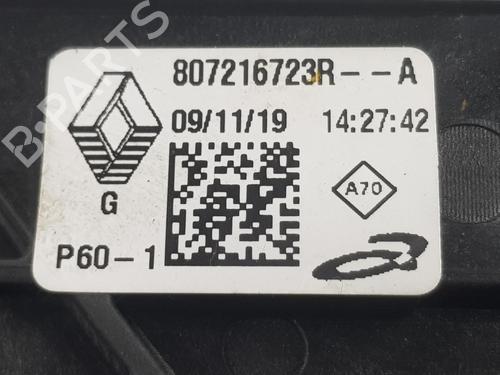 807216723R--A
09/11/19 14:27:42
A70
G
P60-1
B-PARTS